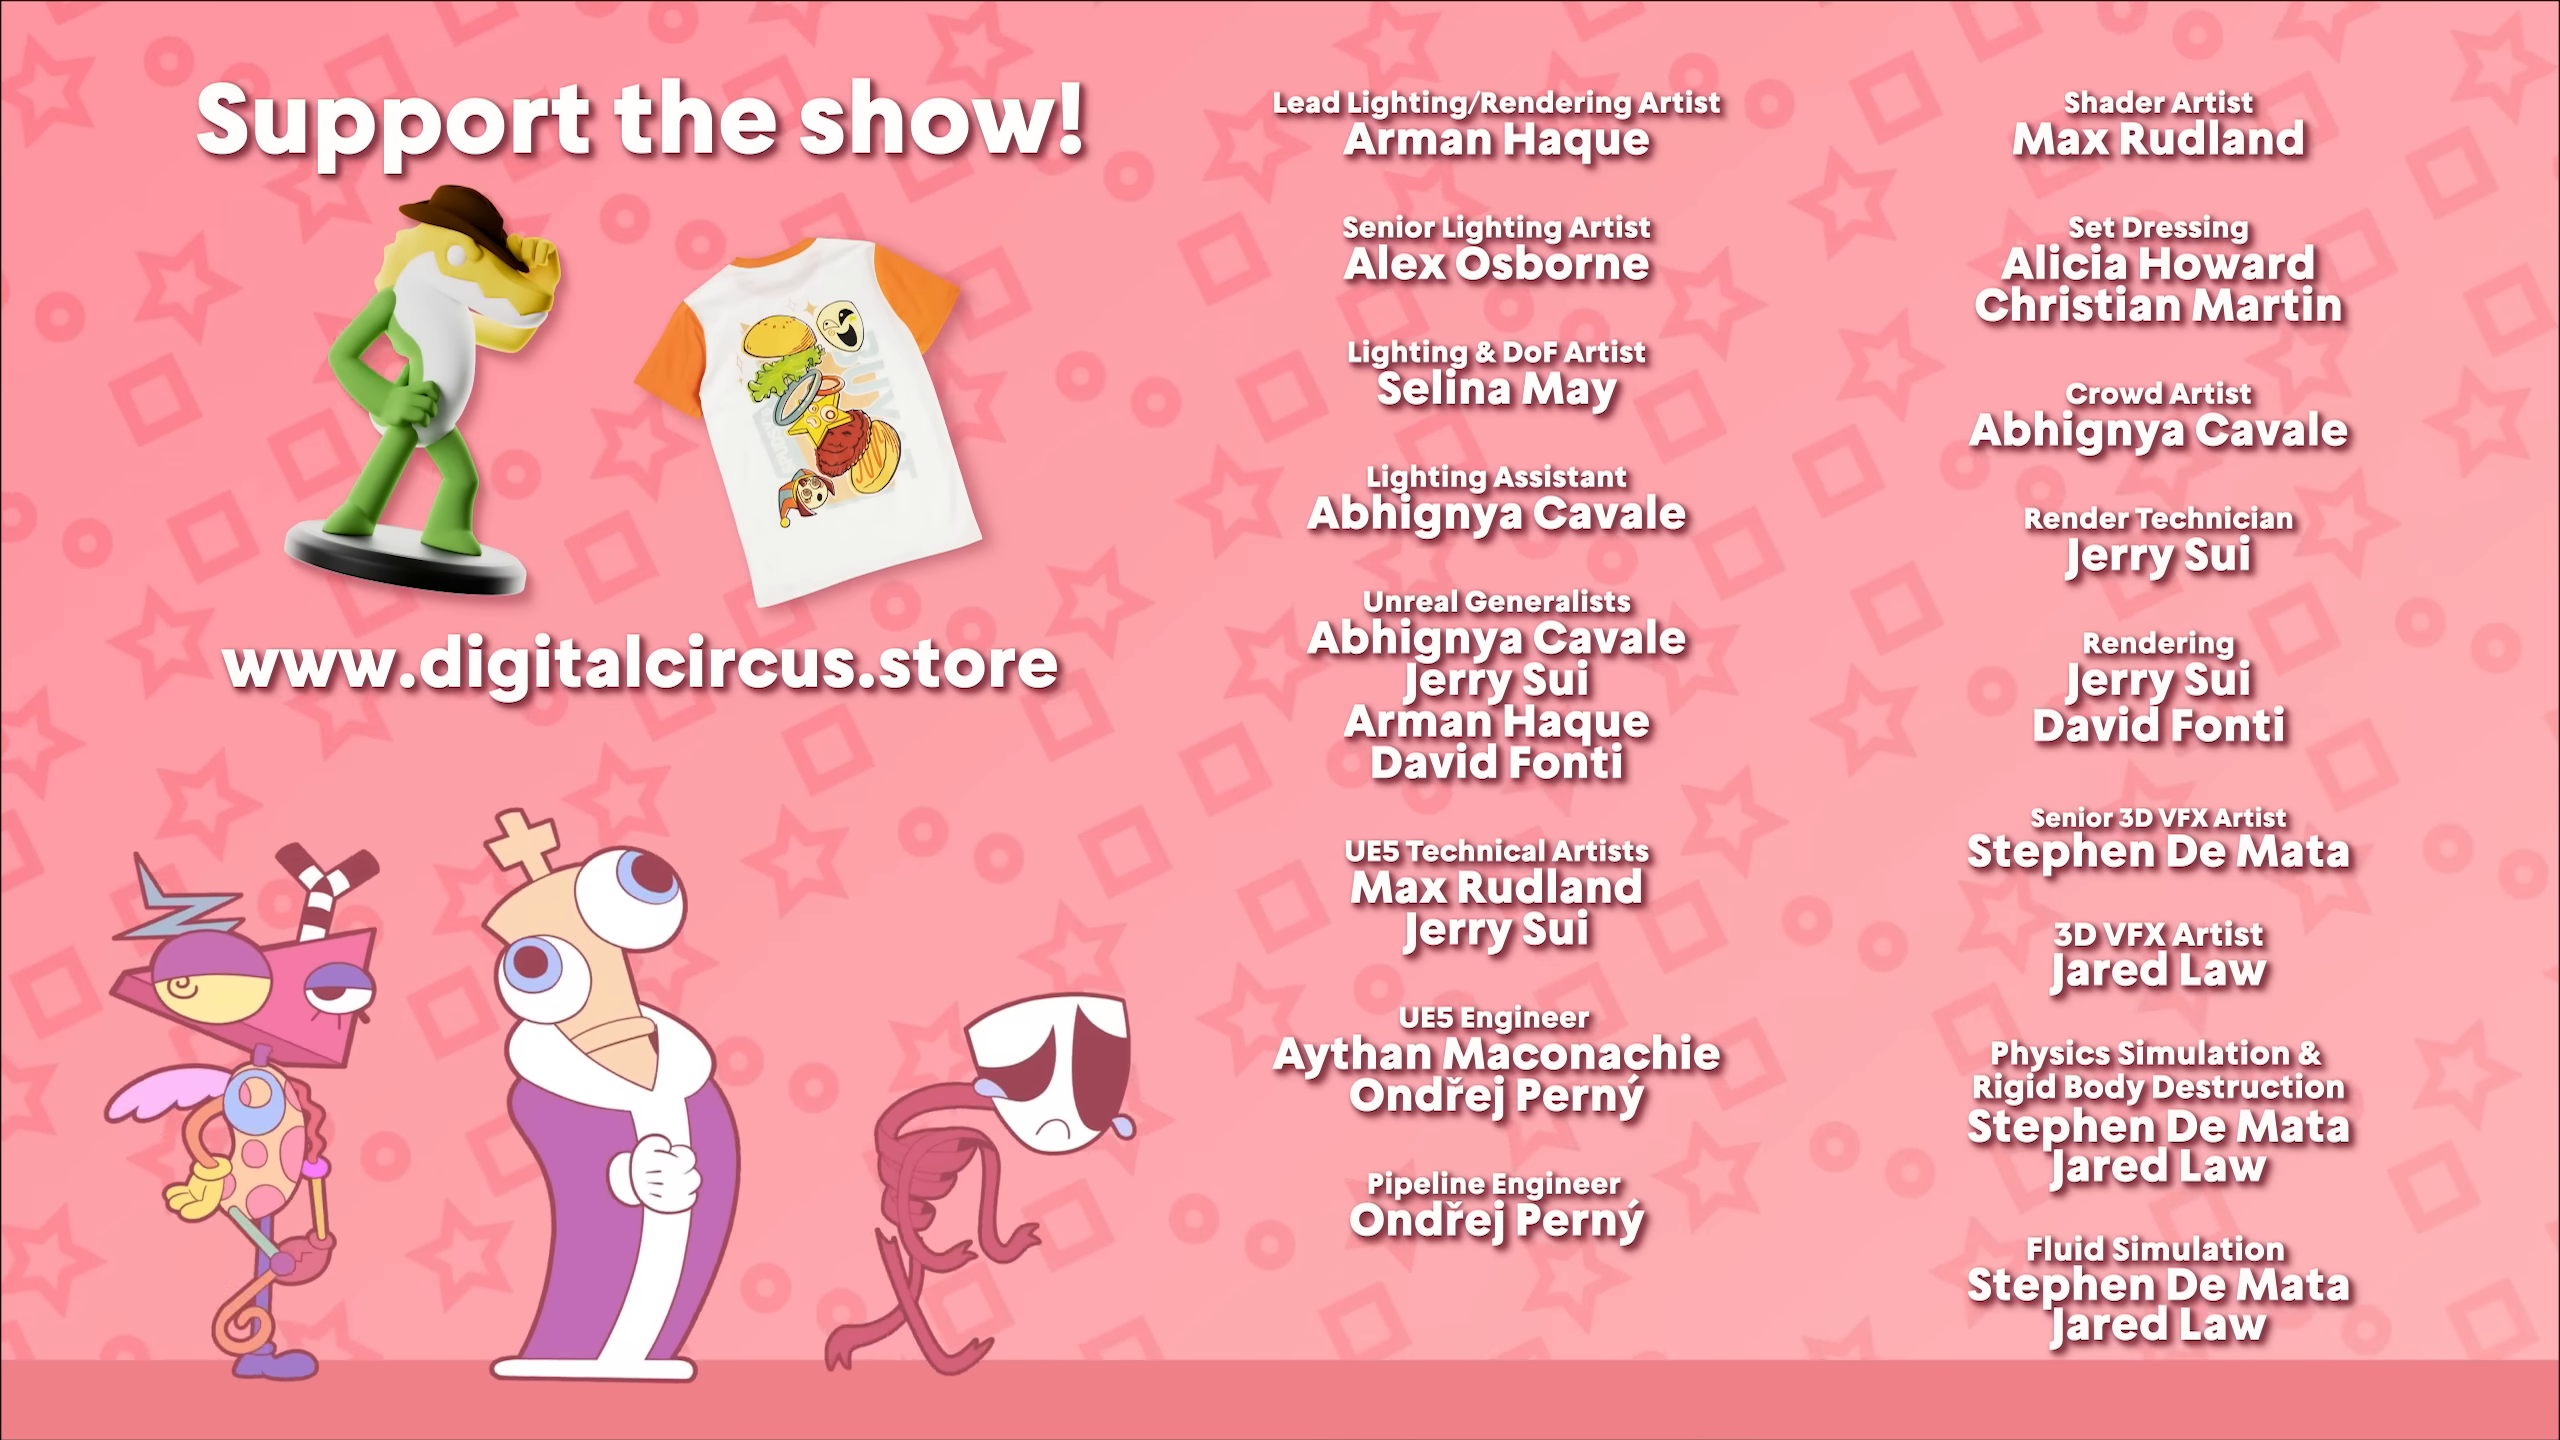 Support the show!
www.digitalcircus.store
Lead Lighting/Rendering Artist
Arman Haque
Senior Lighting Artist
Alex Osborne
Lighting & DoF Artist
Selina May
Lighting Assistant
Abhignya Cavale
Unreal Generalists
Abhignya Cavale
Jerry Sui
Arman Haque
David Fonti
UE5 Technical Artists
Max Rudland
Jerry Sui
UE5 Engineer
Aythan Maconachie
Ondřej Perný
Pipeline Engineer
Ondřej Perný
Shader Artist
Max Rudland
Set Dressing
Alicia Howard
Christian Martin
Crowd Artist
Abhignya Cavale
Render Technician
Jerry Sui
Rendering
Jerry Sui
David Fonti
Senior 3D VFX Artist
Stephen De Mata
3D VFX Artist
Jared Law
Physics Simulation &
Rigid Body Destruction
Stephen De Mata
Jared Law
Fluid Simulation
Stephen De Mata
Jared Law